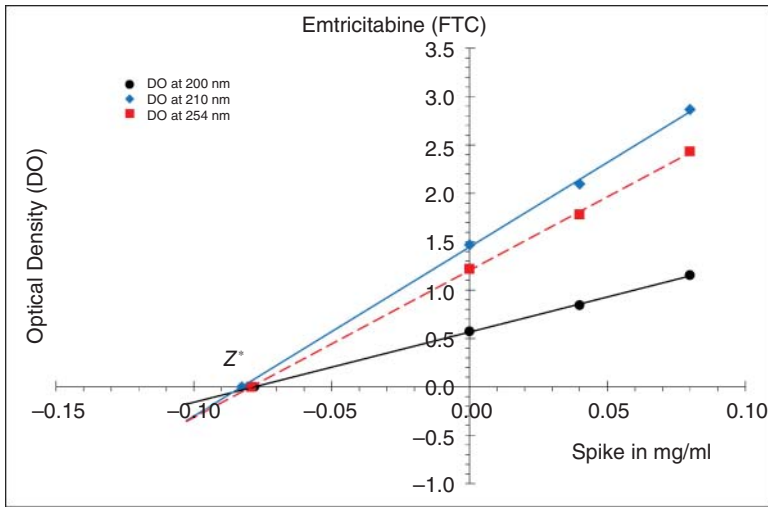 Emtricitabine (FTC)
DO at 200 nm
DO at 210 nm
DO at 254 nm
Optical Density (DO)
3.5
3.0
2.5
2.0
1.5
1.0
0.5
0.0
−0.5
−1.0
Z*
−0.15
−0.10
−0.05
0.00
0.05
0.10
Spike in mg/ml